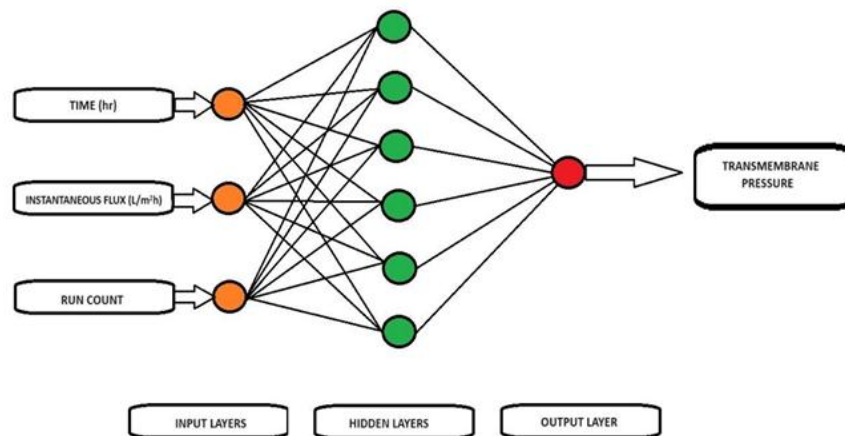 TIME (hr)
INSTANTANEOUS FLUX (L/m²h)
RUN COUNT
TRANSMEMBRANE
PRESSURE
INPUT LAYERS
HIDDEN LAYERS
OUTPUT LAYER